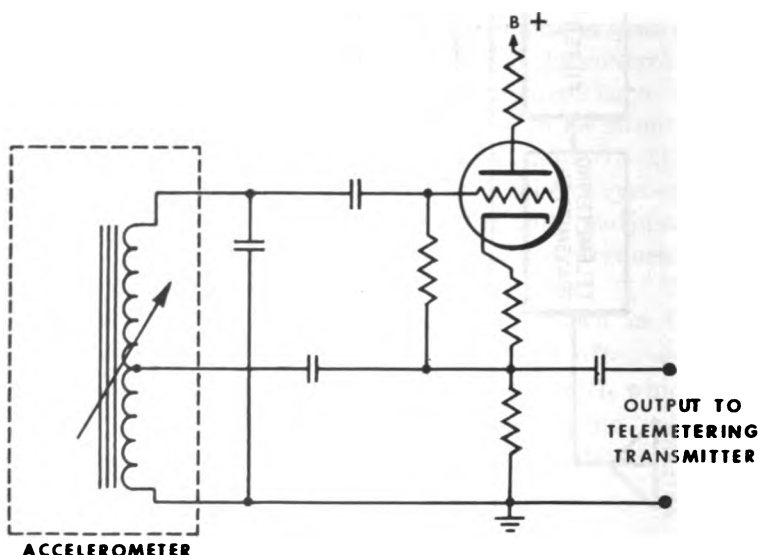 B +
OUTPUT TO
TELEMETERING
TRANSMITTER
ACCELEROMETER